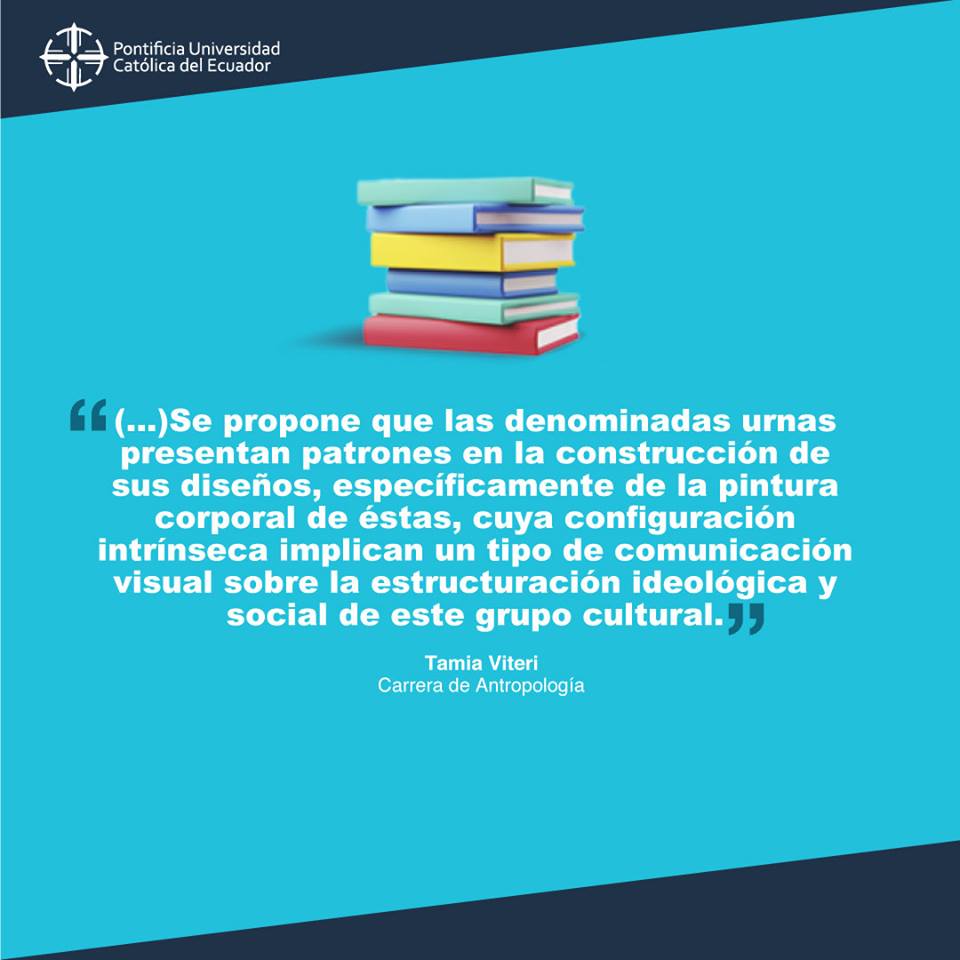 Pontificia Universidad
Católica del Ecuador
“(...)Se propone que las denominadas urnas
presentan patrones en la construcción de
sus diseños, específicamente de la pintura
corporal de éstas, cuya configuración
intrínseca implican un tipo de comunicación
visual sobre la estructuración ideológica y
social de este grupo cultural.”
Tamia Viteri
Carrera de Antropología